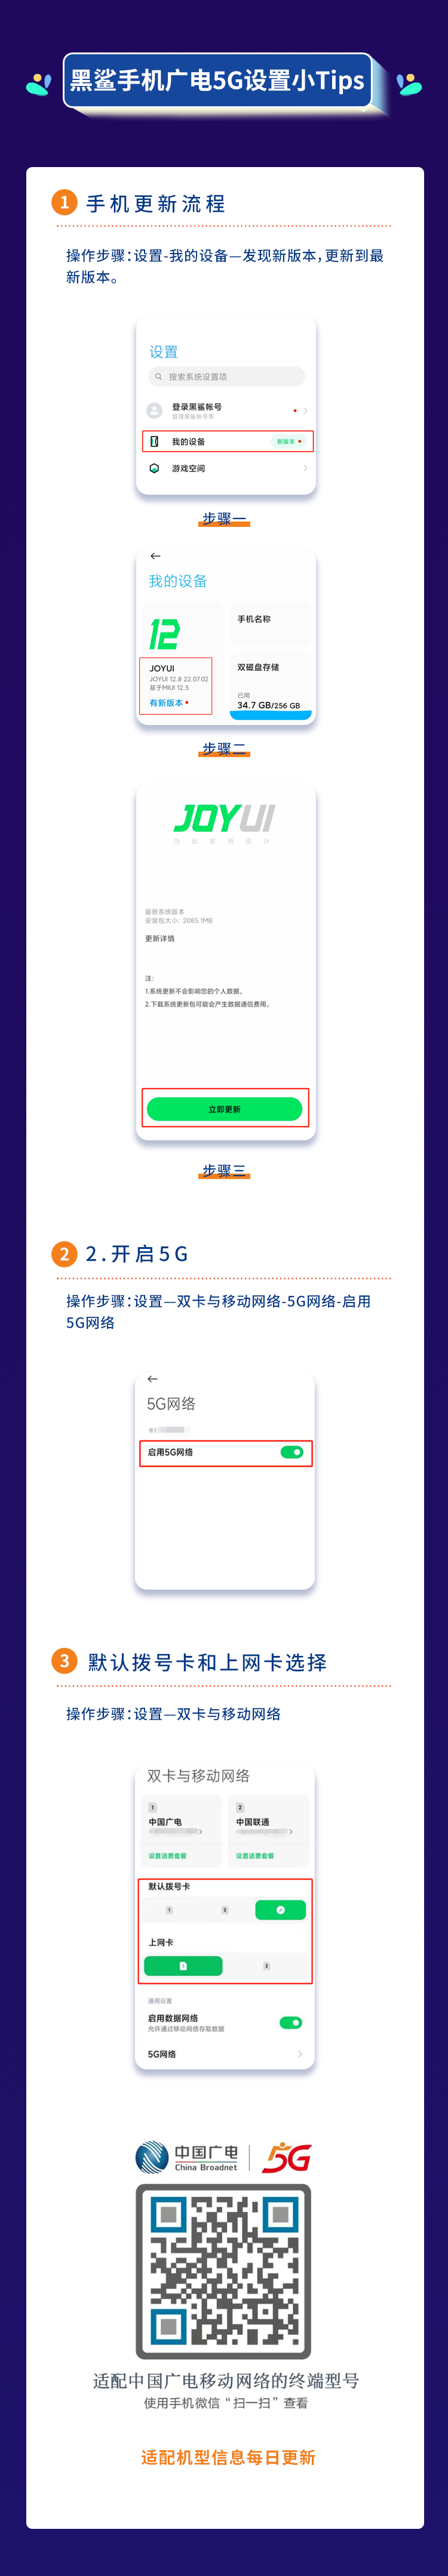 黑鲨手机广电5G设置小Tips
1 手机更新流程
操作步骤:设置-我的设备—发现新版本,更新到最
新版本。
设置
搜索系统设置项
登录黑鲨帐号
管理黑鲨帐号等
我的设备
新版本
游戏空间
步骤一
我的设备
12
手机名称
JOYUI
JOYUI 12.8 22.07.02
基于MIUI 12.5
有新版本
双磁盘存储
已用
34.7 GB/256 GB
步骤二
JOYUI
为玩家而设计
最新系统版本
安装包大小: 2085.1MB
更新详情
注:
1.系统更新不会影响您的个人数据。
2.下载系统更新包可能会产生数据通信费用。
立即更新
步骤三
2 2.开启5G
操作步骤:设置—双卡与移动网络-5G网络-启用
5G网络
5G网络
卡1
启用5G网络
3 默认拨号卡和上网卡选择
操作步骤:设置—双卡与移动网络
双卡与移动网络
1
2
中国广电
中国联通
设置话费套餐
设置话费套餐
默认拨号卡
1
2
上网卡
1
2
通用设置
启用数据网络
允许通过移动网络存取数据
5G网络
中国广电
China Broadnet
5G
适配中国广电移动网络的终端型号
使用手机微信“扫一扫”查看
适配机型信息每日更新